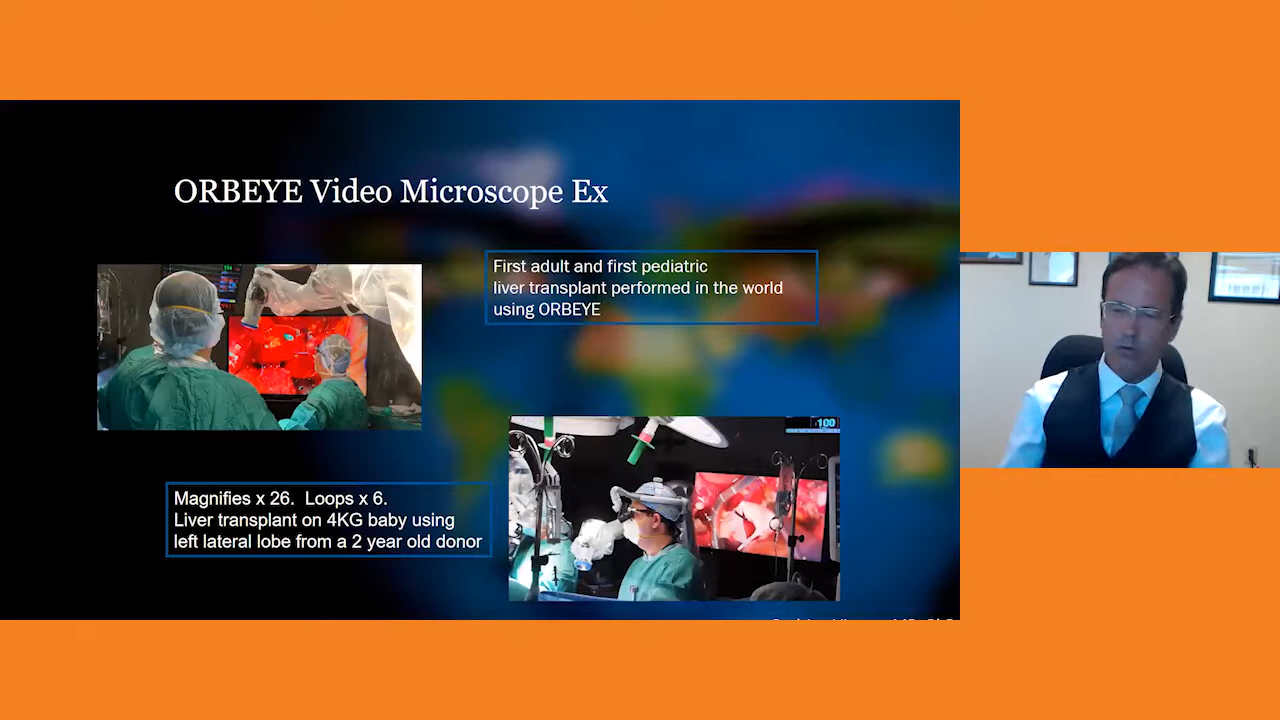 ORBEYE Video Microscope Ex
First adult and first pediatric
liver transplant performed in the world
using ORBEYE
100
Magnifies x 26.  Loops x 6.
Liver transplant on 4KG baby using
left lateral lobe from a 2 year old donor